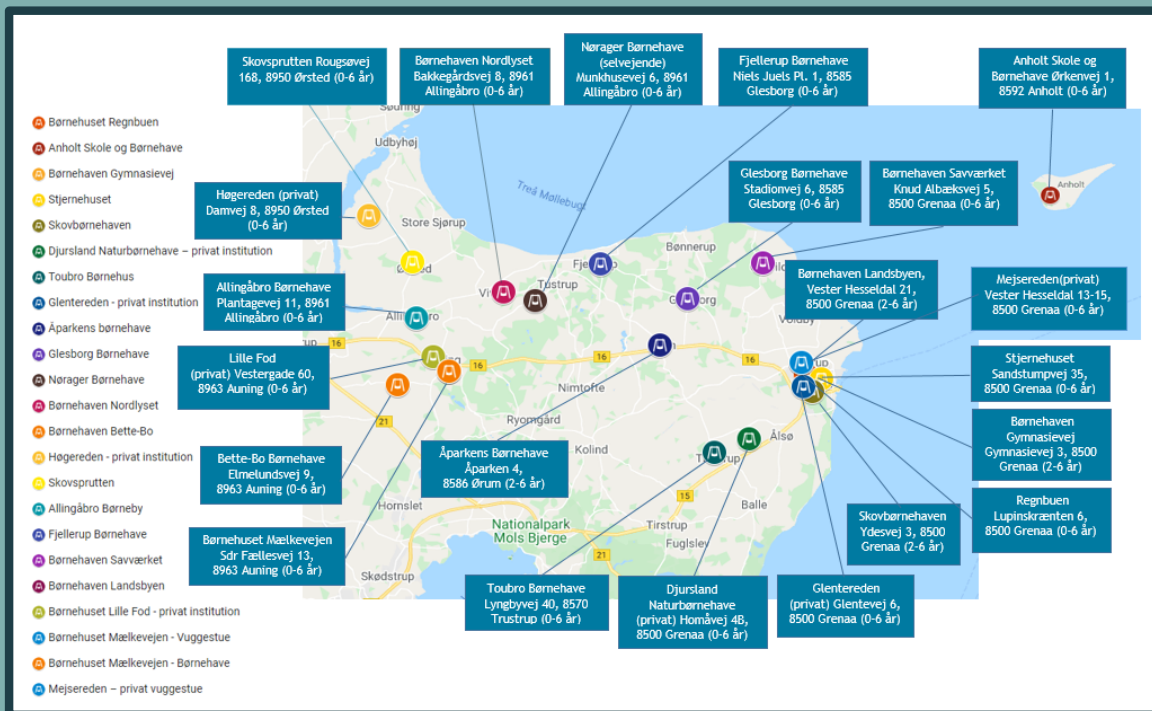 Skovsprutten Rougsøvej
168, 8950 Ørsted (0-6 år)
Børnehaven Nordlyset
Bakkegårdsvej 8, 8961
Allingåbro (0-6 år)
Nørager Børnehave
(selvejende)
Munkhusevej 6, 8961
Allingåbro (0-6 år)
Fjellerup Børnehave
Niels Juels Pl. 1, 8585
Glesborg (0-6 år)
Anholt Skole og
Børnehave Ørkenvej 1,
8592 Anholt (0-6 år)
Børnehuset Regnbuen
Anholt Skole og Børnehave
Børnehaven Gymnasievej
Stjernehuset
Skovbørnehaven
Djursland Naturbørnehave – privat institution
Toubro Børnehus
Glentereden - privat institution
Åparkens børnehave
Glesborg Børnehave
Nørager Børnehave
Børnehaven Nordlyset
Børnehaven Bette-Bo
Høgereden - privat institution
Skovsprutten
Allingåbro Børneby
Fjellerup Børnehave
Børnehaven Savværket
Børnehaven Landsbyen
Børnehuset Lille Fod - privat institution
Børnehuset Mælkevejen - Vuggestue
Børnehuset Mælkevejen - Børnehave
Mejsereden – privat vuggestue
Høgereden (privat)
Damvej 8, 8950 Ørsted
(0-6 år)
Allingåbro Børnehave
Plantagevej 11, 8961
Allingåbro (0-6 år)
Lille Fod
(privat) Vestergade 60,
8963 Auning (0-6 år)
Bette-Bo Børnehave
Elmelundsvej 9,
8963 Auning (0-6 år)
Børnehuset Mælkevejen
Sdr Fællesvej 13,
8963 Auning (0-6 år)
Glesborg Børnehave
Stadionvej 6, 8585
Glesborg (0-6 år)
Børnehaven Savværket
Knud Albæksvej 5,
8500 Grenaa (0-6 år)
Børnehaven Landsbyen,
Vester Hesseldal 21,
8500 Grenaa (2-6 år)
Mejsereden(privat)
Vester Hesseldal 13-15,
8500 Grenaa (0-6 år)
Stjernehuset
Sandstumpvej 35,
8500 Grenaa (0-6 år)
Børnehaven
Gymnasievej
Gymnasievej 3, 8500
Grenaa (2-6 år)
Regnbuen
Lupinskrænten 6,
8500 Grenaa (0-6 år)
Åparkens Børnehave
Åparken 4,
8586 Ørum (2-6 år)
Skovbørnehaven
Ydesvej 3, 8500
Grenaa (2-6 år)
Toubro Børnehave
Lyngbyvej 40, 8570
Trustrup (0-6 år)
Djursland
Naturbørnehave
(privat) Homåvej 4B,
8500 Grenaa (0-6 år)
Glentereden
(privat) Glentevej 6,
8500 Grenaa (0-6 år)
Udbyhøj
Treå Møllebugt
Store Sjørup
Tustrup
Bønnerup
Voldby
Anholt
16
16
16
16
Nimtofte
Ryomgård
Kolind
21
Ålsø
15
Balle
Hornslet
Nationalpark
Mols Bjerge
Tirstrup
Fuglslev
21
Skødstrup